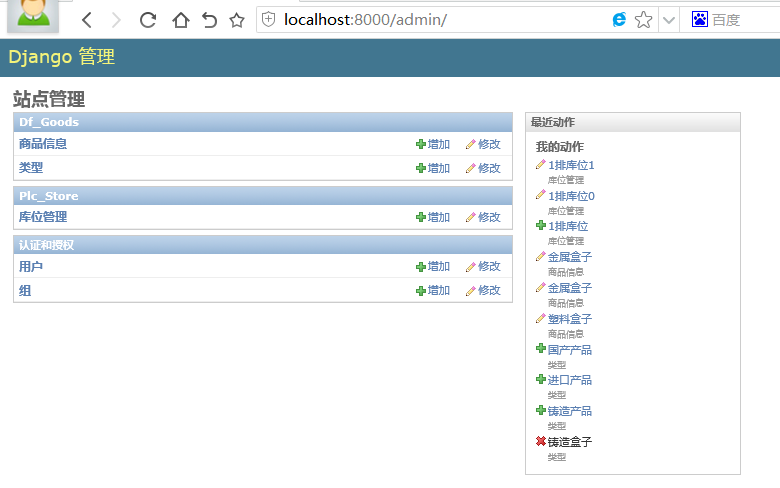 localhost:8000/admin/
百度
Django 管理
站点管理
Df_Goods
商品信息 增加 修改
类型 增加 修改
Plc_Store
库位管理 增加 修改
认证和授权
用户 增加 修改
组 增加 修改
最近动作
我的动作
1排库位1
库位管理
1排库位0
库位管理
1排库位
库位管理
金属盒子
商品信息
金属盒子
商品信息
塑料盒子
商品信息
国产产品
类型
进口产品
类型
铸造产品
类型
铸造盒子
类型